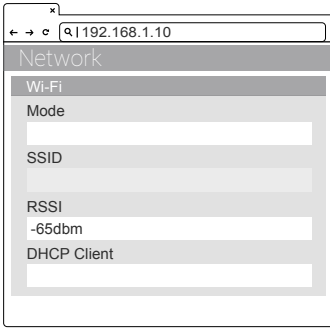 192.168.1.10
Network
Wi-Fi
Mode
SSID
RSSI
-65dbm
DHCP Client